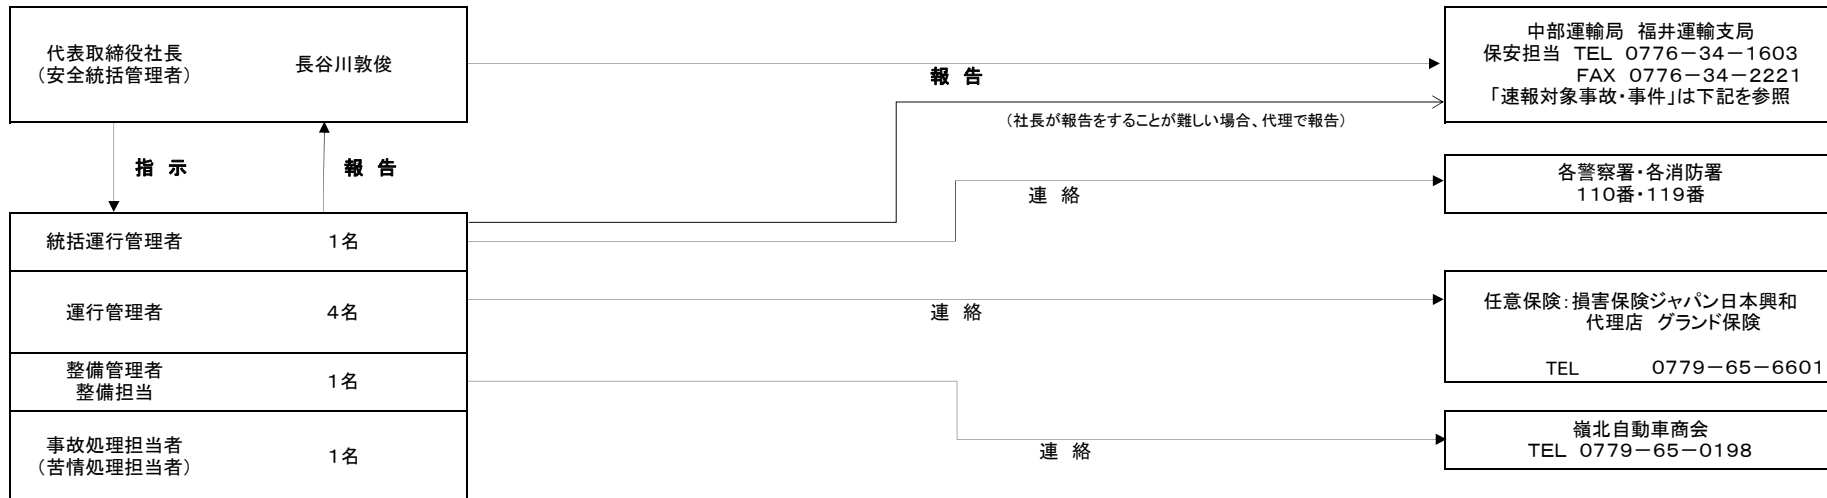 代表取締役社長
(安全統括管理者)
長谷川敦俊
報 告
中部運輸局 福井運輸支局
保安担当 TEL 0776-34-1603
FAX 0776-34-2221
「速報対象事故・事件」は下記を参照
(社長が報告をすることが難しい場合、代理で報告)
指 示
報 告
連 絡
各警察署・各消防署
110番・119番
統括運行管理者 1名
運行管理者 4名
連 絡
任意保険:損害保険ジャパン日本興和
代理店 グランド保険
TEL 0779-65-6601
整備管理者
整備担当
1名
事故処理担当者
(苦情処理担当者)
1名
連 絡
嶺北自動車商会
TEL 0779-65-0198